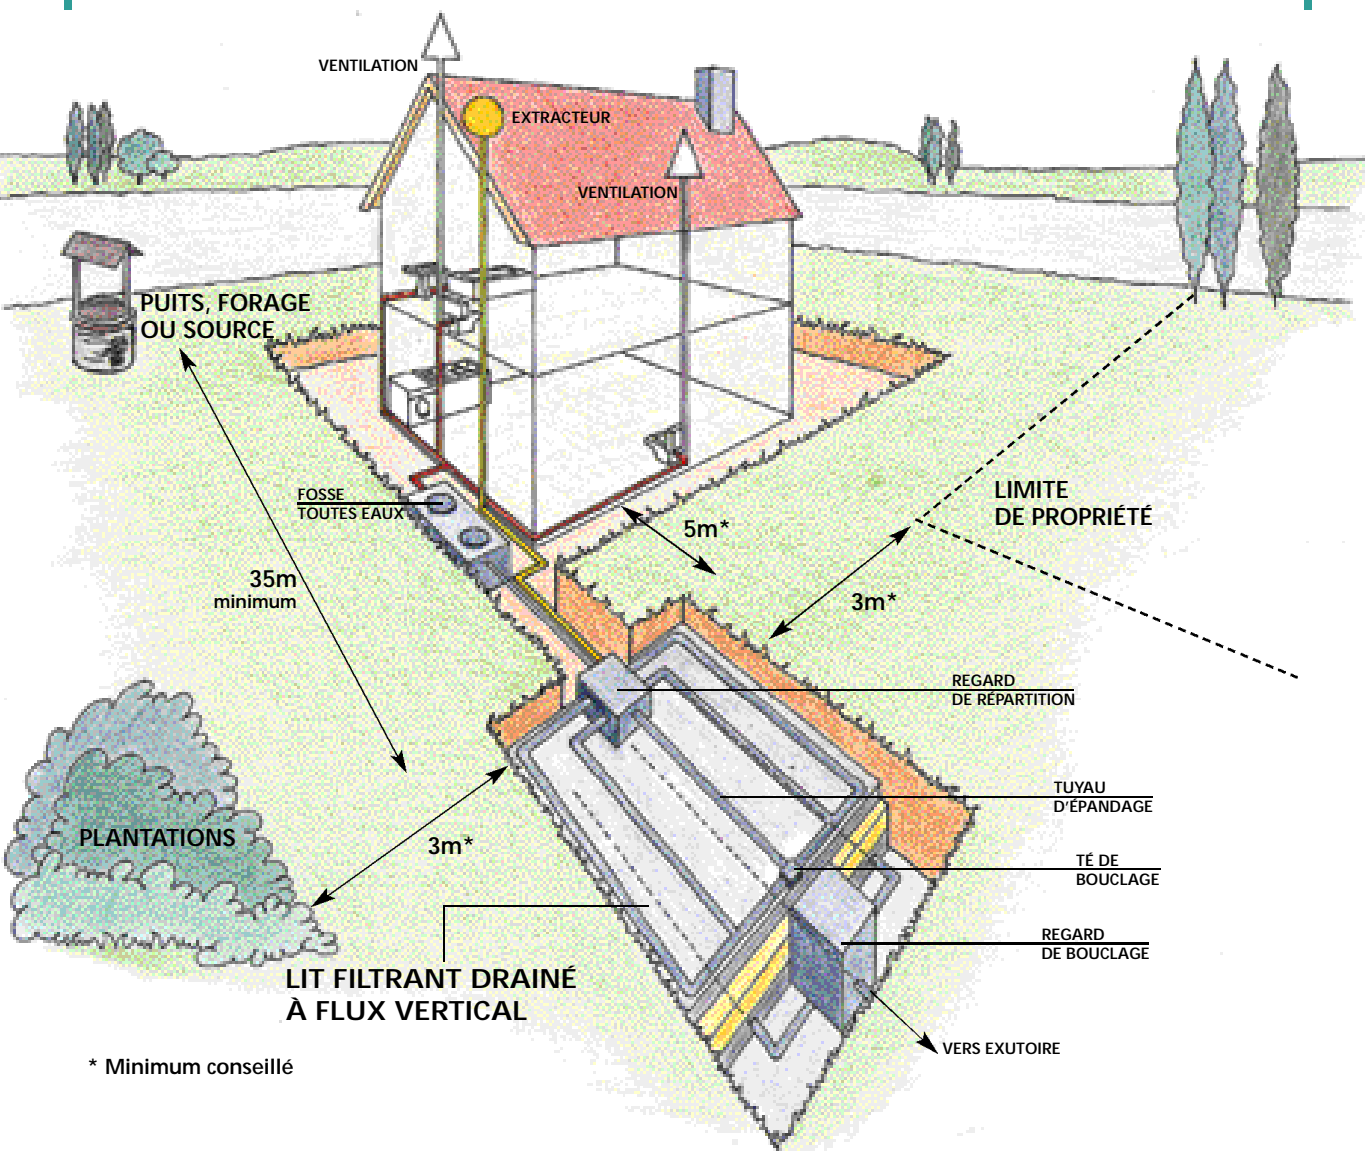 VENTILATION
EXTRACTEUR
VENTILATION
PUITS, FORAGE
OU SOURCE
FOSSE
TOUTES EAUX
LIMITE
DE PROPRIÉTÉ
5m*
35m
minimum
3m*
REGARD
DE RÉPARTITION
TUYAU
D'ÉPANDAGE
PLANTATIONS
3m*
TÉ DE
BOUCLAGE
REGARD
DE BOUCLAGE
LIT FILTRANT DRAINÉ
À FLUX VERTICAL
VERS EXUTOIRE
* Minimum conseillé